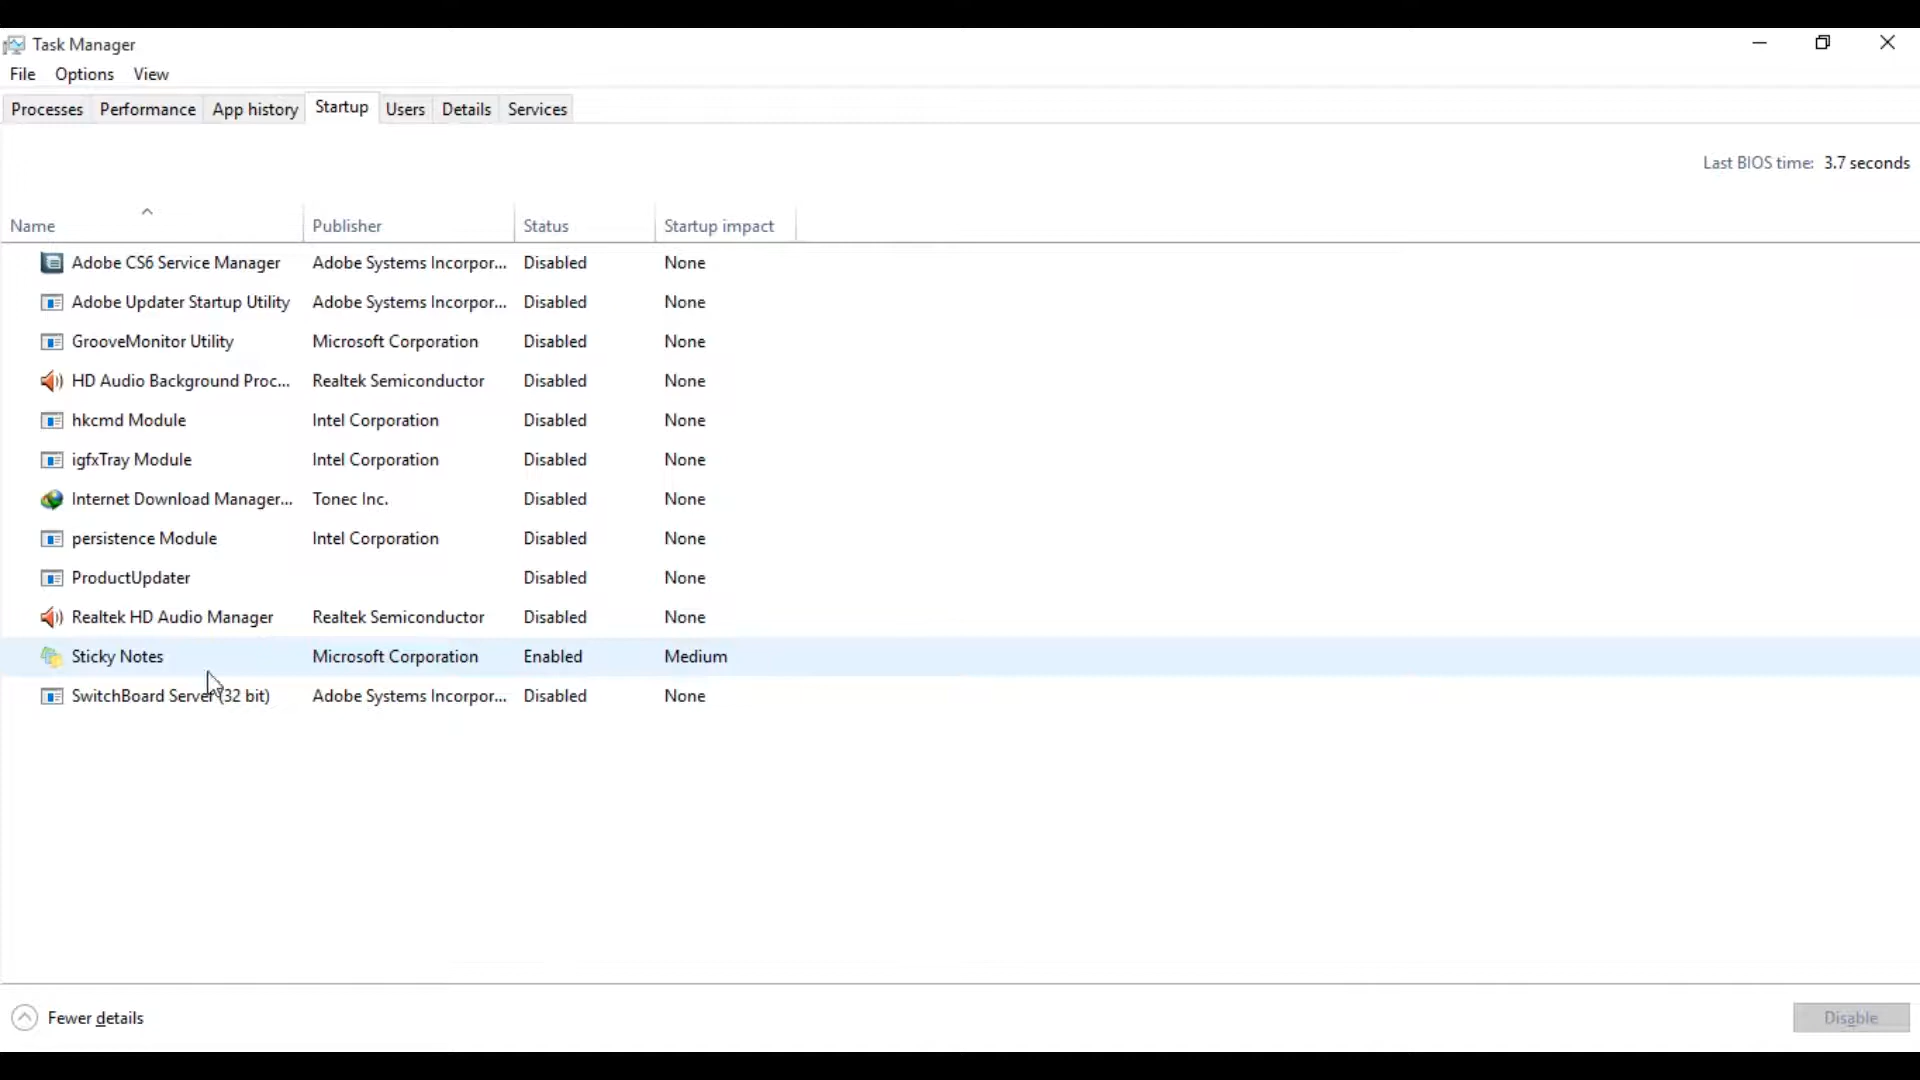 Task Manager
File Options View
Processes Performance App history Startup Users Details Services
Last BIOS time: 3.7 seconds
Name Publisher Status Startup impact
Adobe CS6 Service Manager Adobe Systems Incorpor... Disabled None
Adobe Updater Startup Utility Adobe Systems Incorpor... Disabled None
GrooveMonitor Utility Microsoft Corporation Disabled None
HD Audio Background Proc... Realtek Semiconductor Disabled None
hkcmd Module Intel Corporation Disabled None
igfxTray Module Intel Corporation Disabled None
Internet Download Manager... Tonec Inc. Disabled None
persistence Module Intel Corporation Disabled None
ProductUpdater Disabled None
Realtek HD Audio Manager Realtek Semiconductor Disabled None
Sticky Notes Microsoft Corporation Enabled Medium
SwitchBoard Server (32 bit) Adobe Systems Incorpor... Disabled None
Fewer details Disable